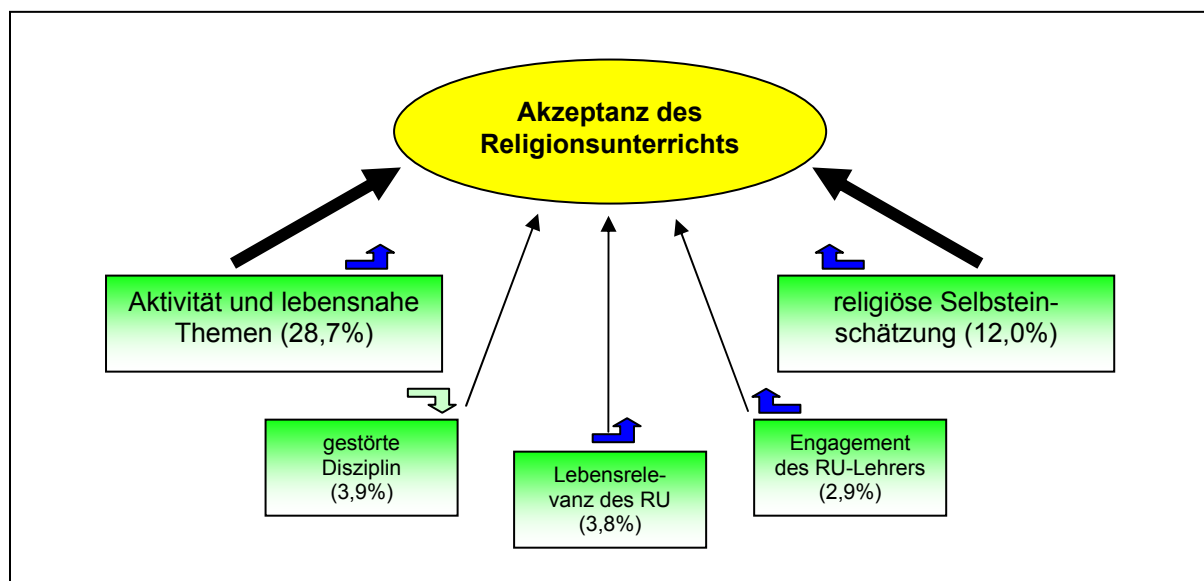 Akzeptanz des
Religionsunterrichts
Aktivität und lebensnahe
Themen (28,7%)
religiöse Selbstein-
schätzung (12,0%)
gestörte
Disziplin
(3,9%)
Lebensrele-
vanz des RU
(3,8%)
Engagement
des RU-Lehrers
(2,9%)